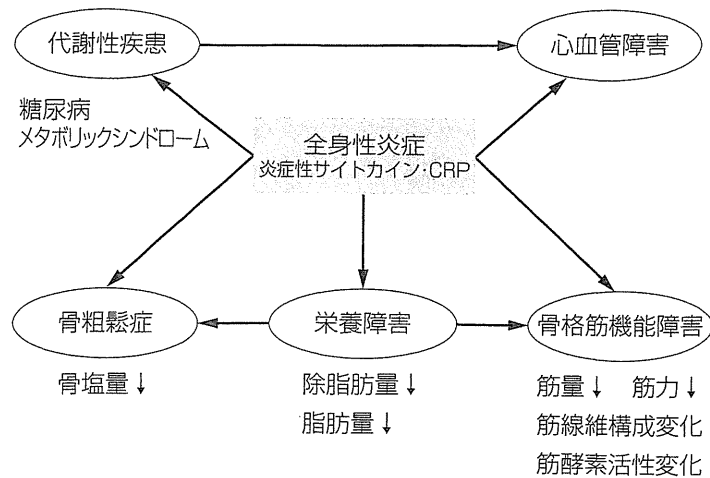 代謝性疾患
心血管障害
糖尿病
メタボリックシンドローム
全身性炎症
炎症性サイトカイン・CRP
骨粗鬆症
栄養障害
骨格筋機能障害
骨塩量↓
除脂肪量↓
脂肪量↓
筋量↓ 筋力↓
筋線維構成変化
筋酵素活性変化